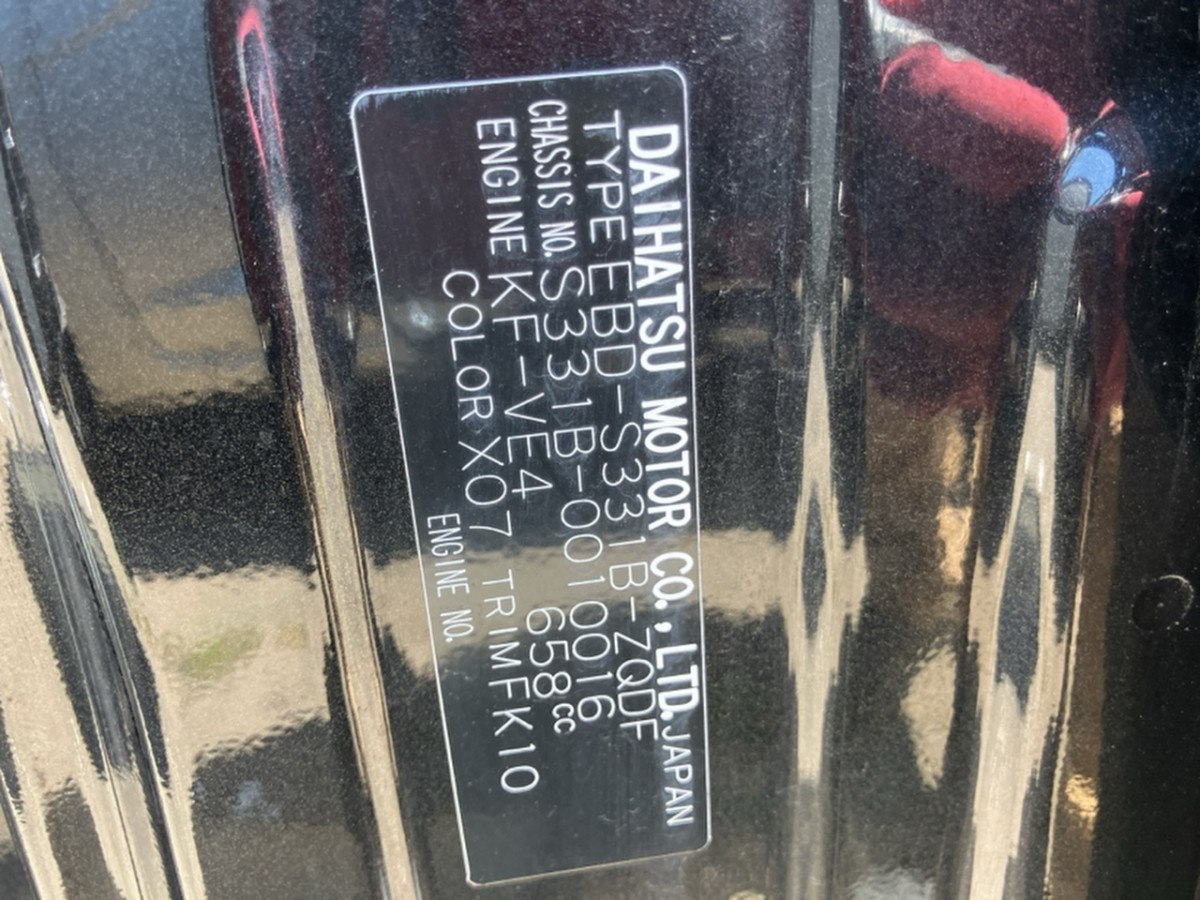 DAIHATSU MOTOR CO., LTD. JAPAN
TYPE EBD-S331B-ZQDF
CHASSIS NO. S331B-0010016
ENGINE KF-VE4 658cc
COLOR X07 TRIM FK10
ENGINE NO.